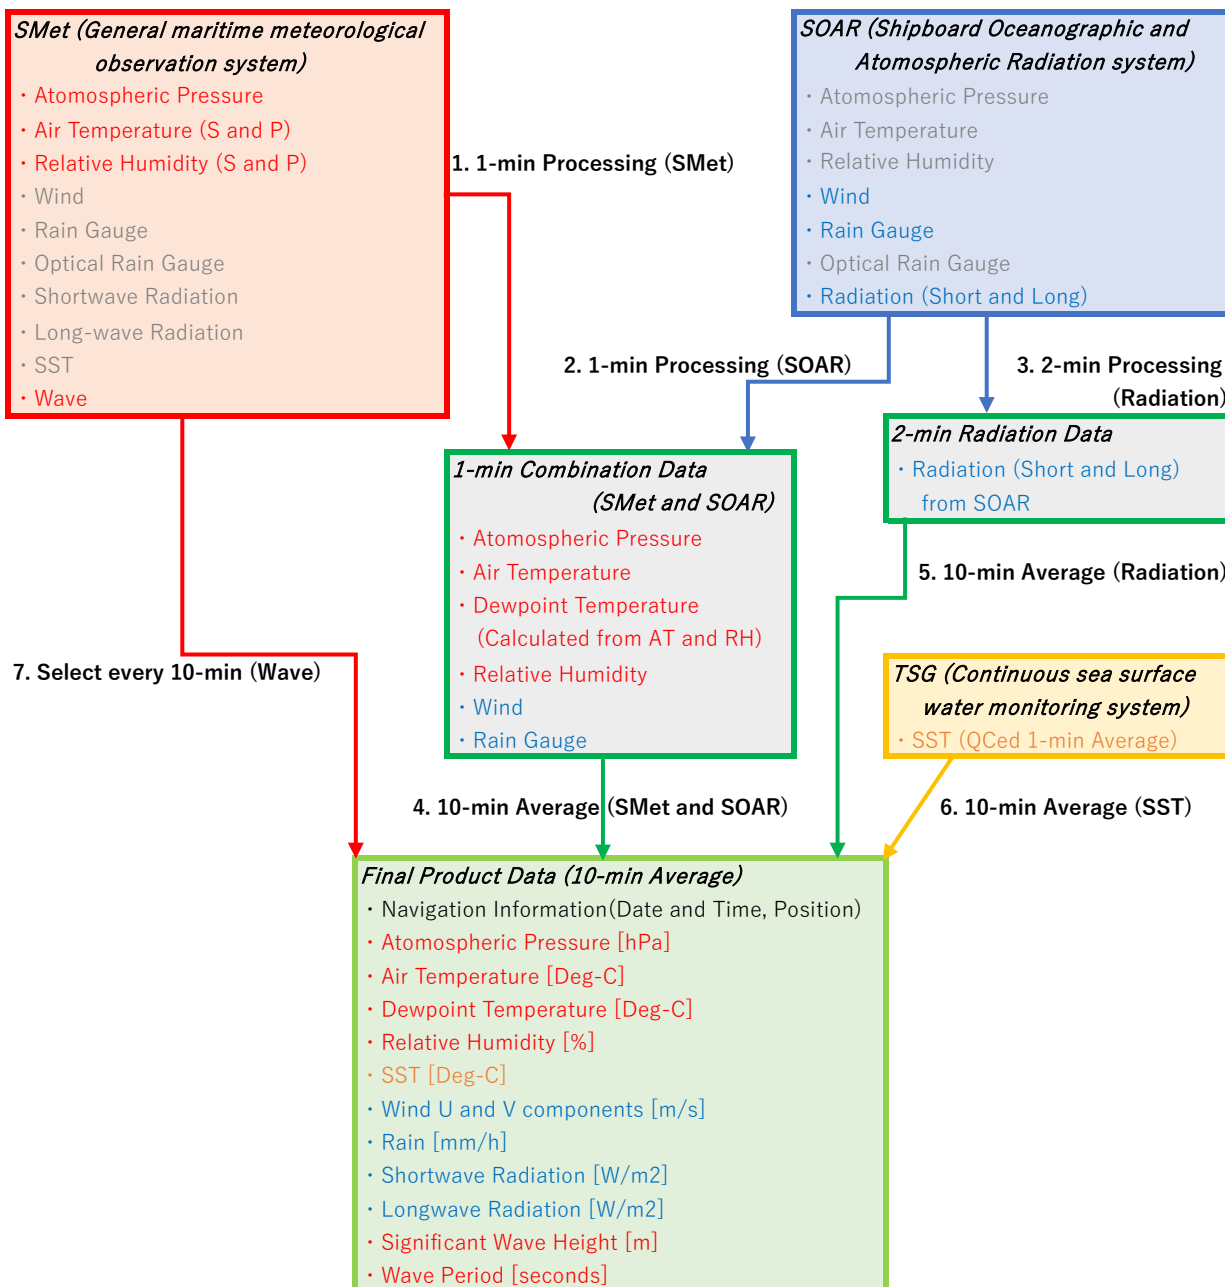 SMet (General maritime meteorological
observation system)
・Atomospheric Pressure
・Air Temperature (S and P)
・Relative Humidity (S and P)
・Wind
・Rain Gauge
・Optical Rain Gauge
・Shortwave Radiation
・Long-wave Radiation
・SST
・Wave
SOAR (Shipboard Oceanographic and
Atomospheric Radiation system)
・Atomospheric Pressure
・Air Temperature
・Relative Humidity
・Wind
・Rain Gauge
・Optical Rain Gauge
・Radiation (Short and Long)
1. 1-min Processing (SMet)
2. 1-min Processing (SOAR)
3. 2-min Processing
(Radiation)
1-min Combination Data
(SMet and SOAR)
・Atomospheric Pressure
・Air Temperature
・Dewpoint Temperature
(Calculated from AT and RH)
・Relative Humidity
・Wind
・Rain Gauge
2-min Radiation Data
・Radiation (Short and Long)
from SOAR
5. 10-min Average (Radiation)
7. Select every 10-min (Wave)
TSG (Continuous sea surface
water monitoring system)
・SST (QCed 1-min Average)
4. 10-min Average (SMet and SOAR)
6. 10-min Average (SST)
Final Product Data (10-min Average)
・Navigation Information(Date and Time, Position)
・Atomospheric Pressure [hPa]
・Air Temperature [Deg-C]
・Dewpoint Temperature [Deg-C]
・Relative Humidity [%]
・SST [Deg-C]
・Wind U and V components [m/s]
・Rain [mm/h]
・Shortwave Radiation [W/m2]
・Longwave Radiation [W/m2]
・Significant Wave Height [m]
・Wave Period [seconds]